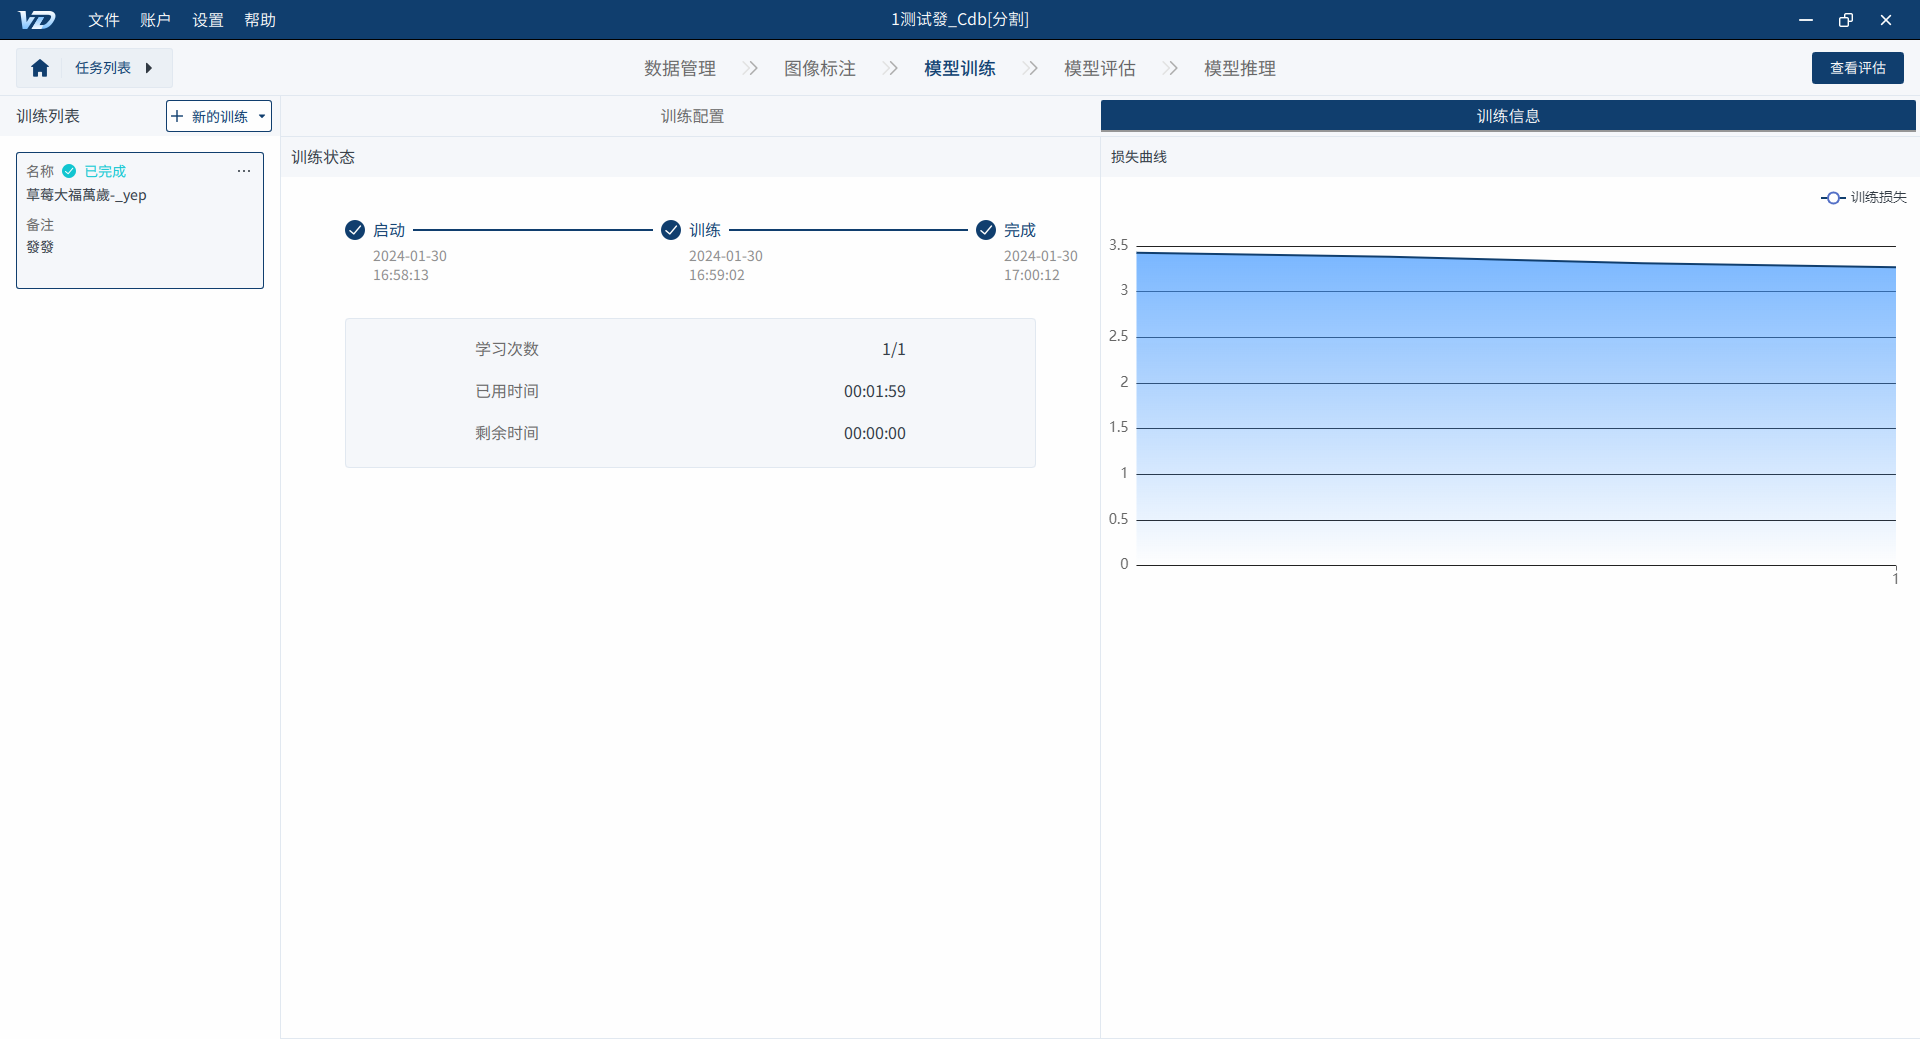 VD 文件 账户 设置 帮助 1测试發_Cdb[分割]
任务列表 数据管理 图像标注 模型训练 模型评估 模型推理 查看评估
训练列表 新的训练 训练配置 训练信息
名称 已完成
草莓大福萬歲-_yep
备注
發發
训练状态
启动 训练 完成
2024-01-30 2024-01-30 2024-01-30
16:58:13 16:59:02 17:00:12
学习次数 1/1
已用时间 00:01:59
剩余时间 00:00:00
损失曲线
训练损失
3.5
3
2.5
2
1.5
1
0.5
0
1